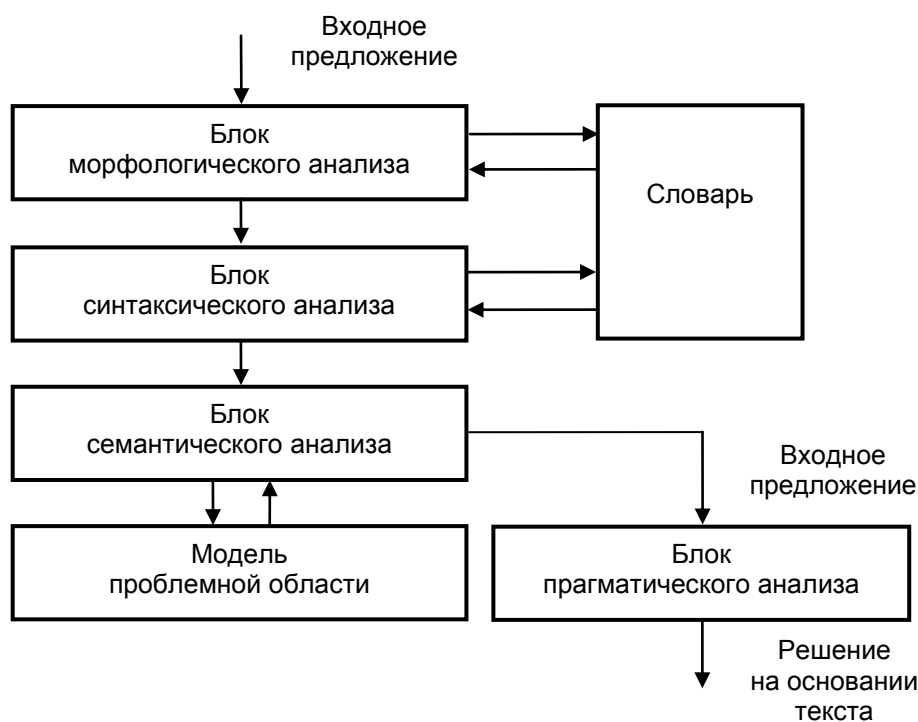 Входное
предложение
Блок
морфологического анализа
Словарь
Блок
синтаксического анализа
Блок
семантического анализа
Входное
предложение
Модель
проблемной области
Блок
прагматического анализа
Решение
на основании
текста